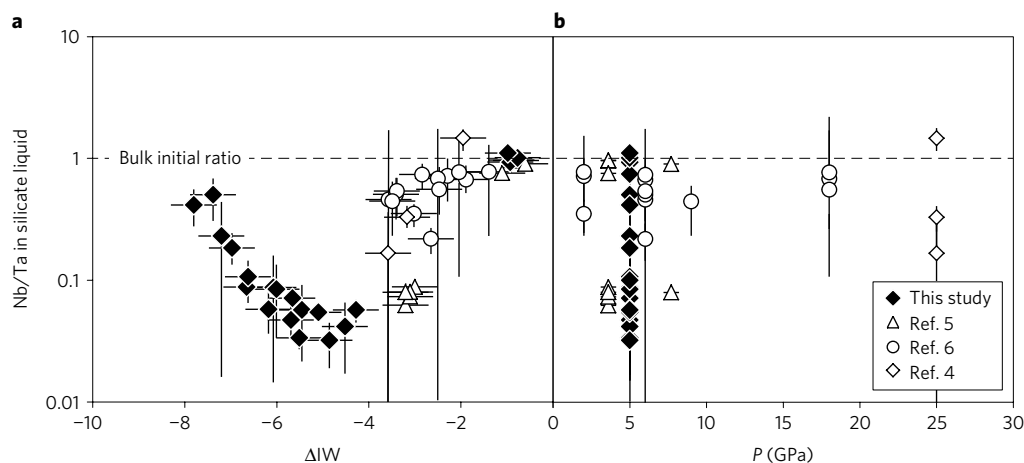 a
b
10
1
0.1
0.01
Nb/Ta in silicate liquid
Bulk initial ratio
This study
Ref. 5
Ref. 6
Ref. 4
−10 −8 −6 −4 −2 0 5 10 15 20 25 30
ΔIW
P (GPa)